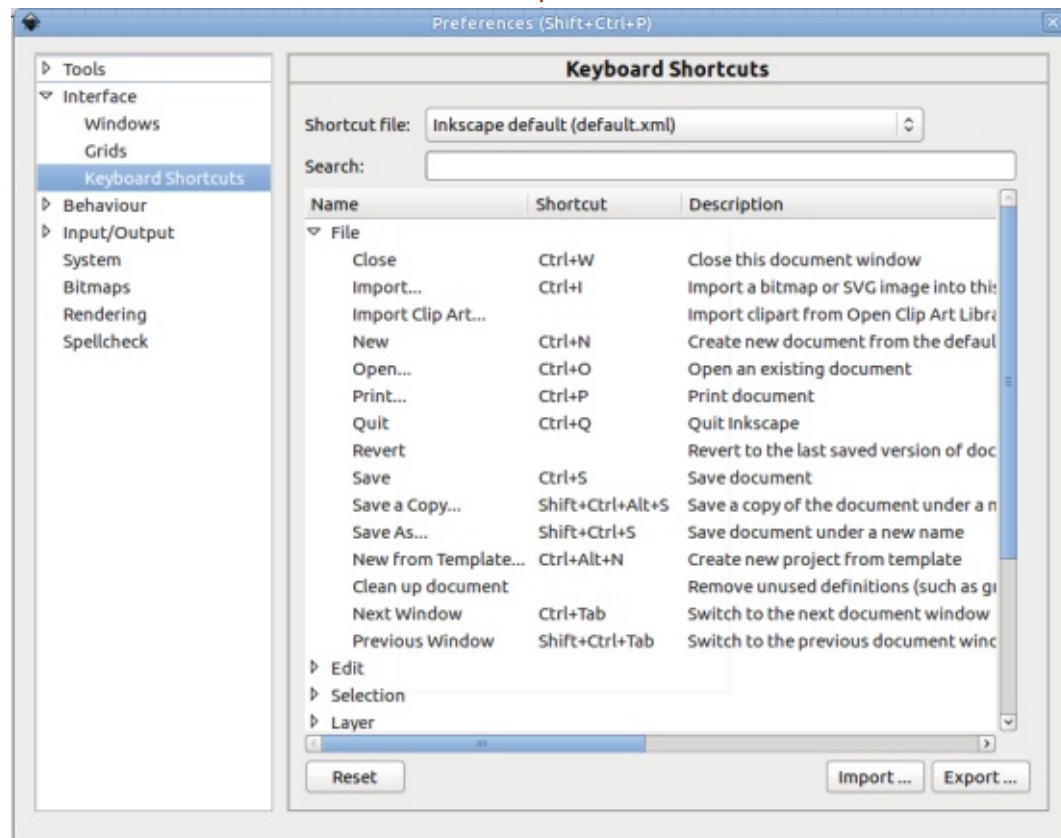 Preferences (Shift+Ctrl+P)
Tools
Interface
Windows
Grids
Keyboard Shortcuts
Behaviour
Input/Output
System
Bitmaps
Rendering
Spellcheck
Keyboard Shortcuts
Shortcut file: Inkscape default (default.xml)
Search:
Name Shortcut Description
File
Close Ctrl+W Close this document window
Import... Ctrl+I Import a bitmap or SVG image into this
Import Clip Art... Import clipart from Open Clip Art Libra
New Ctrl+N Create new document from the defaul
Open... Ctrl+O Open an existing document
Print... Ctrl+P Print document
Quit Ctrl+Q Quit Inkscape
Revert Revert to the last saved version of doc
Save Ctrl+S Save document
Save a Copy... Shift+Ctrl+Alt+S Save a copy of the document under a n
Save As... Shift+Ctrl+S Save document under a new name
New from Template... Ctrl+Alt+N Create new project from template
Clean up document Remove unused definitions (such as gr
Next Window Ctrl+Tab Switch to the next document window
Previous Window Shift+Ctrl+Tab Switch to the previous document winc
Edit
Selection
Layer
Reset Import ... Export ...